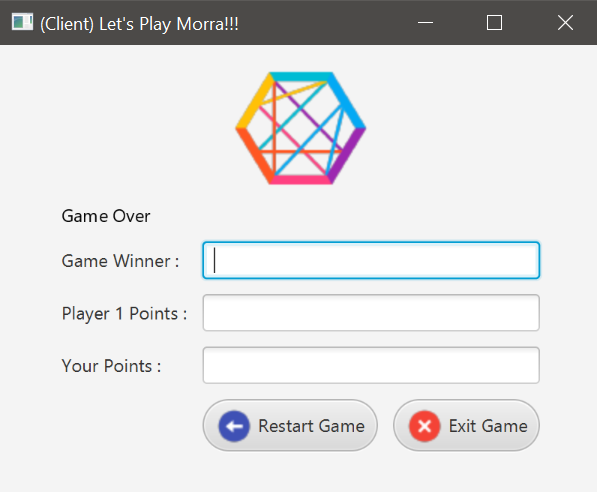 (Client) Let's Play Morra!!!
Game Over
Game Winner :
Player 1 Points :
Your Points :
Restart Game
Exit Game